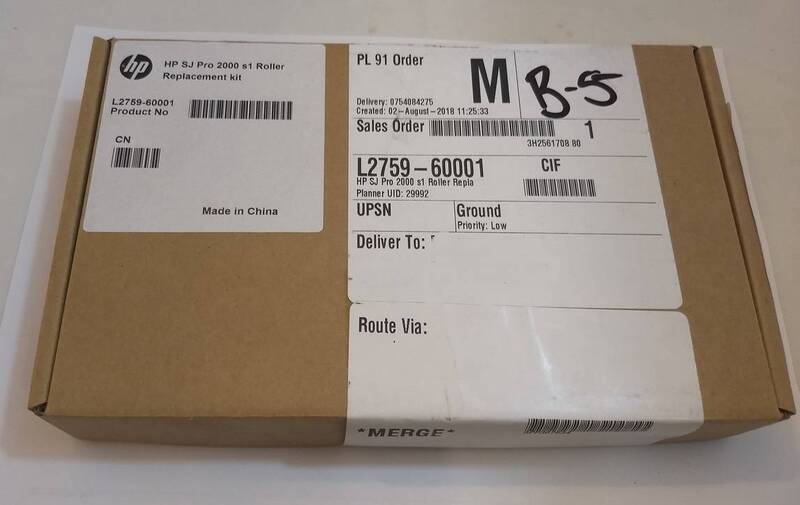 hp
HP SJ Pro 2000 s1 Roller
Replacement kit
L2759-60001
Product No
CN
Made in China
PL 91 Order
M
B-5
Delivery: 0754084275
Created: 02-August-2018 11:25:33
Sales Order
1
3H2561708 80
L2759-60001
CIF
HP SJ Pro 2000 s1 Roller Repla
Planner UID: 29992
UPSN
Ground
Priority: Low
Deliver To:
Route Via:
*MERGE*